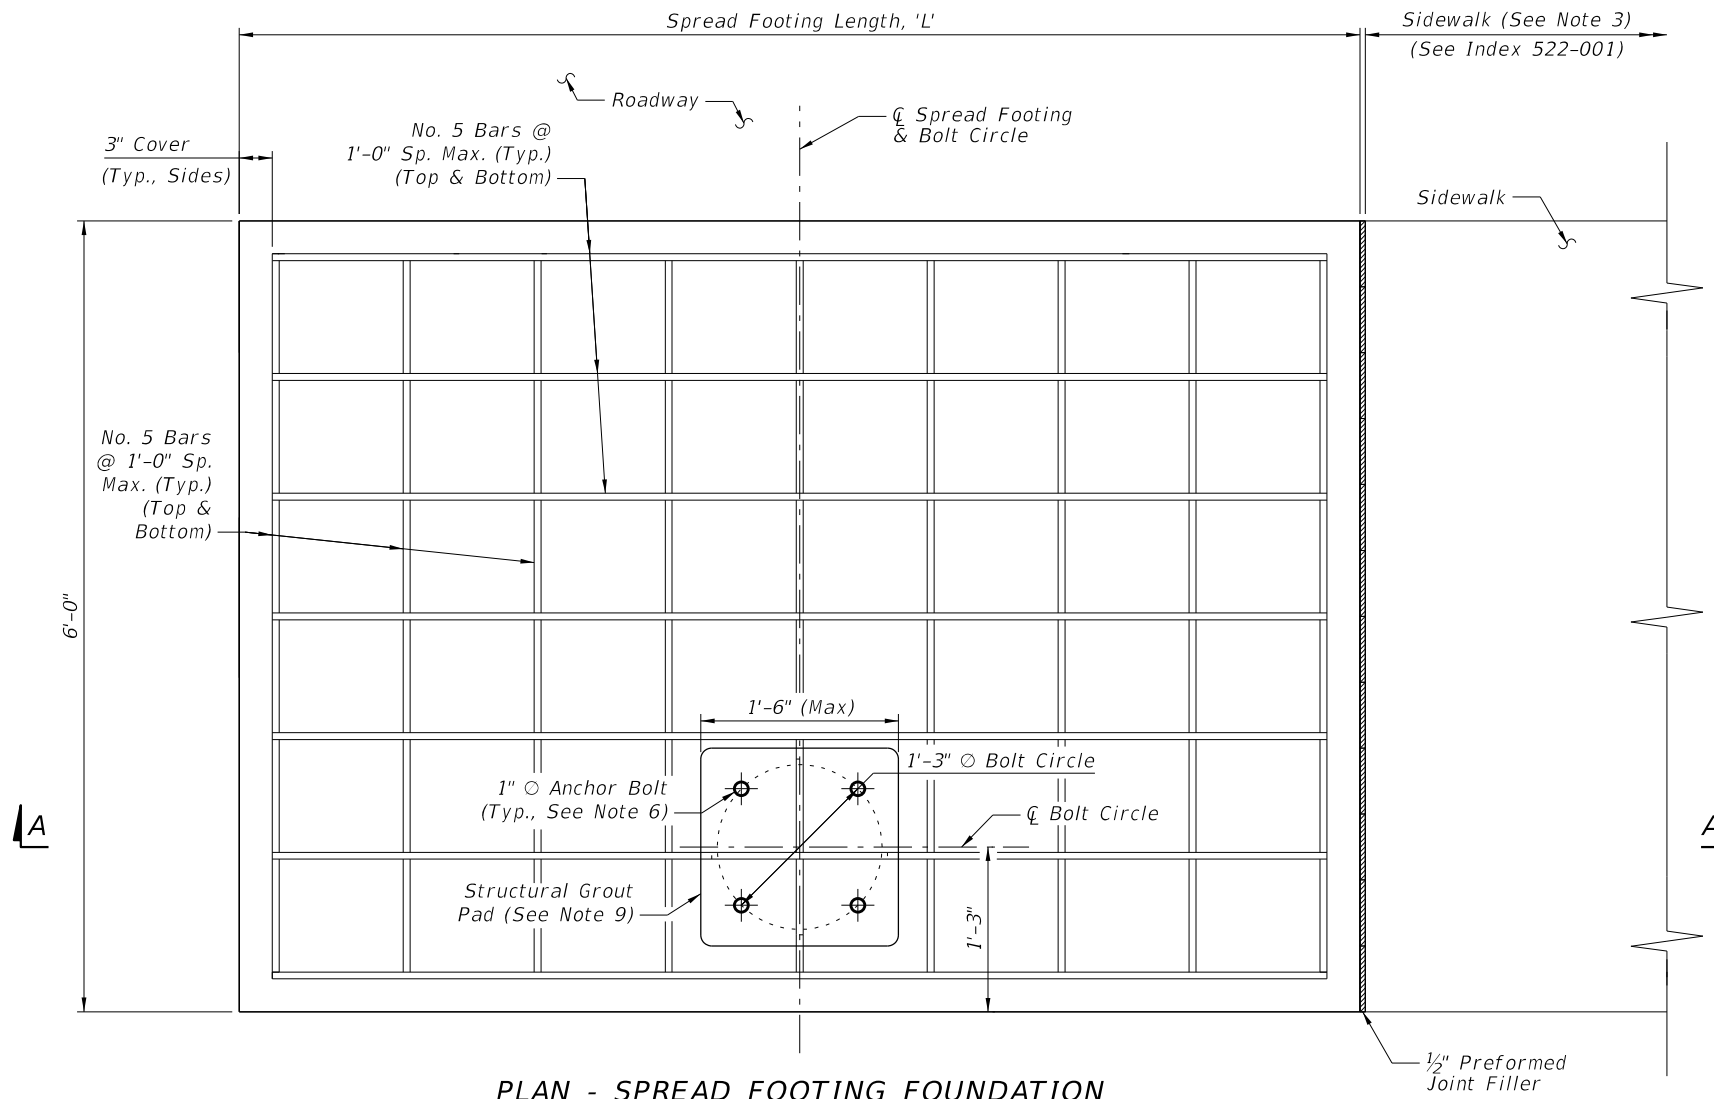 Spread Footing Length, 'L'
Sidewalk (See Note 3)
(See Index 522-001)
Roadway
℄ Spread Footing
& Bolt Circle
3" Cover
(Typ., Sides)
No. 5 Bars @
1'-0" Sp. Max. (Typ.)
(Top & Bottom)
Sidewalk
No. 5 Bars
@ 1'-0" Sp.
Max. (Typ.)
(Top &
Bottom)
6'-0"
1'-6" (Max)
1'-3" ∅ Bolt Circle
1" ∅ Anchor Bolt
(Typ., See Note 6)
℄ Bolt Circle
A
A
Structural Grout
Pad (See Note 9)
1'-3"
½" Preformed
Joint Filler
PLAN - SPREAD FOOTING FOUNDATION